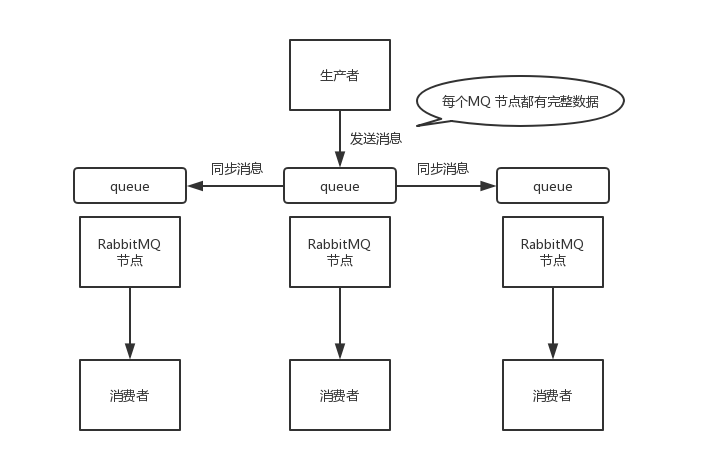 生产者
每个MQ 节点都有完整数据
发送消息
同步消息
同步消息
queue
queue
queue
RabbitMQ
节点
RabbitMQ
节点
RabbitMQ
节点
消费者
消费者
消费者